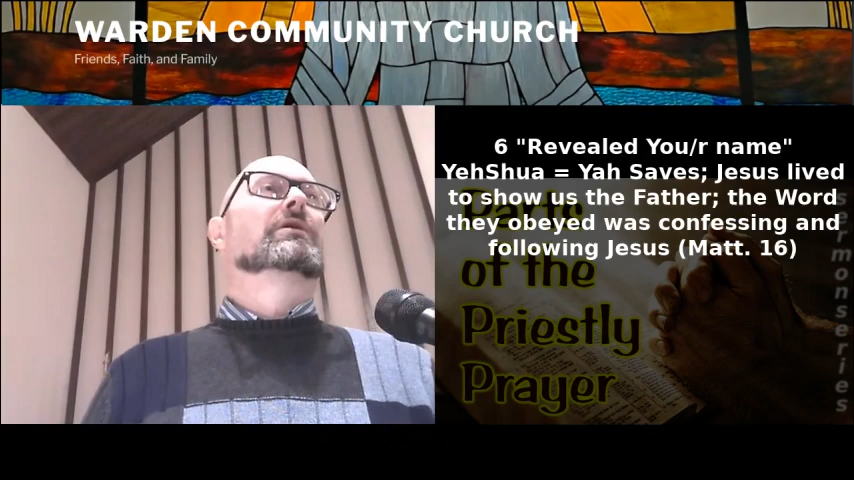 WARDEN COMMUNITY CHURCH
Friends, Faith, and Family
6 "Revealed You/r name"
YehShua = Yah Saves; Jesus lived
to show us the Father; the Word
they obeyed was confessing and
following Jesus (Matt. 16)
Parts
of the
Priestly
Prayer
sermonseries